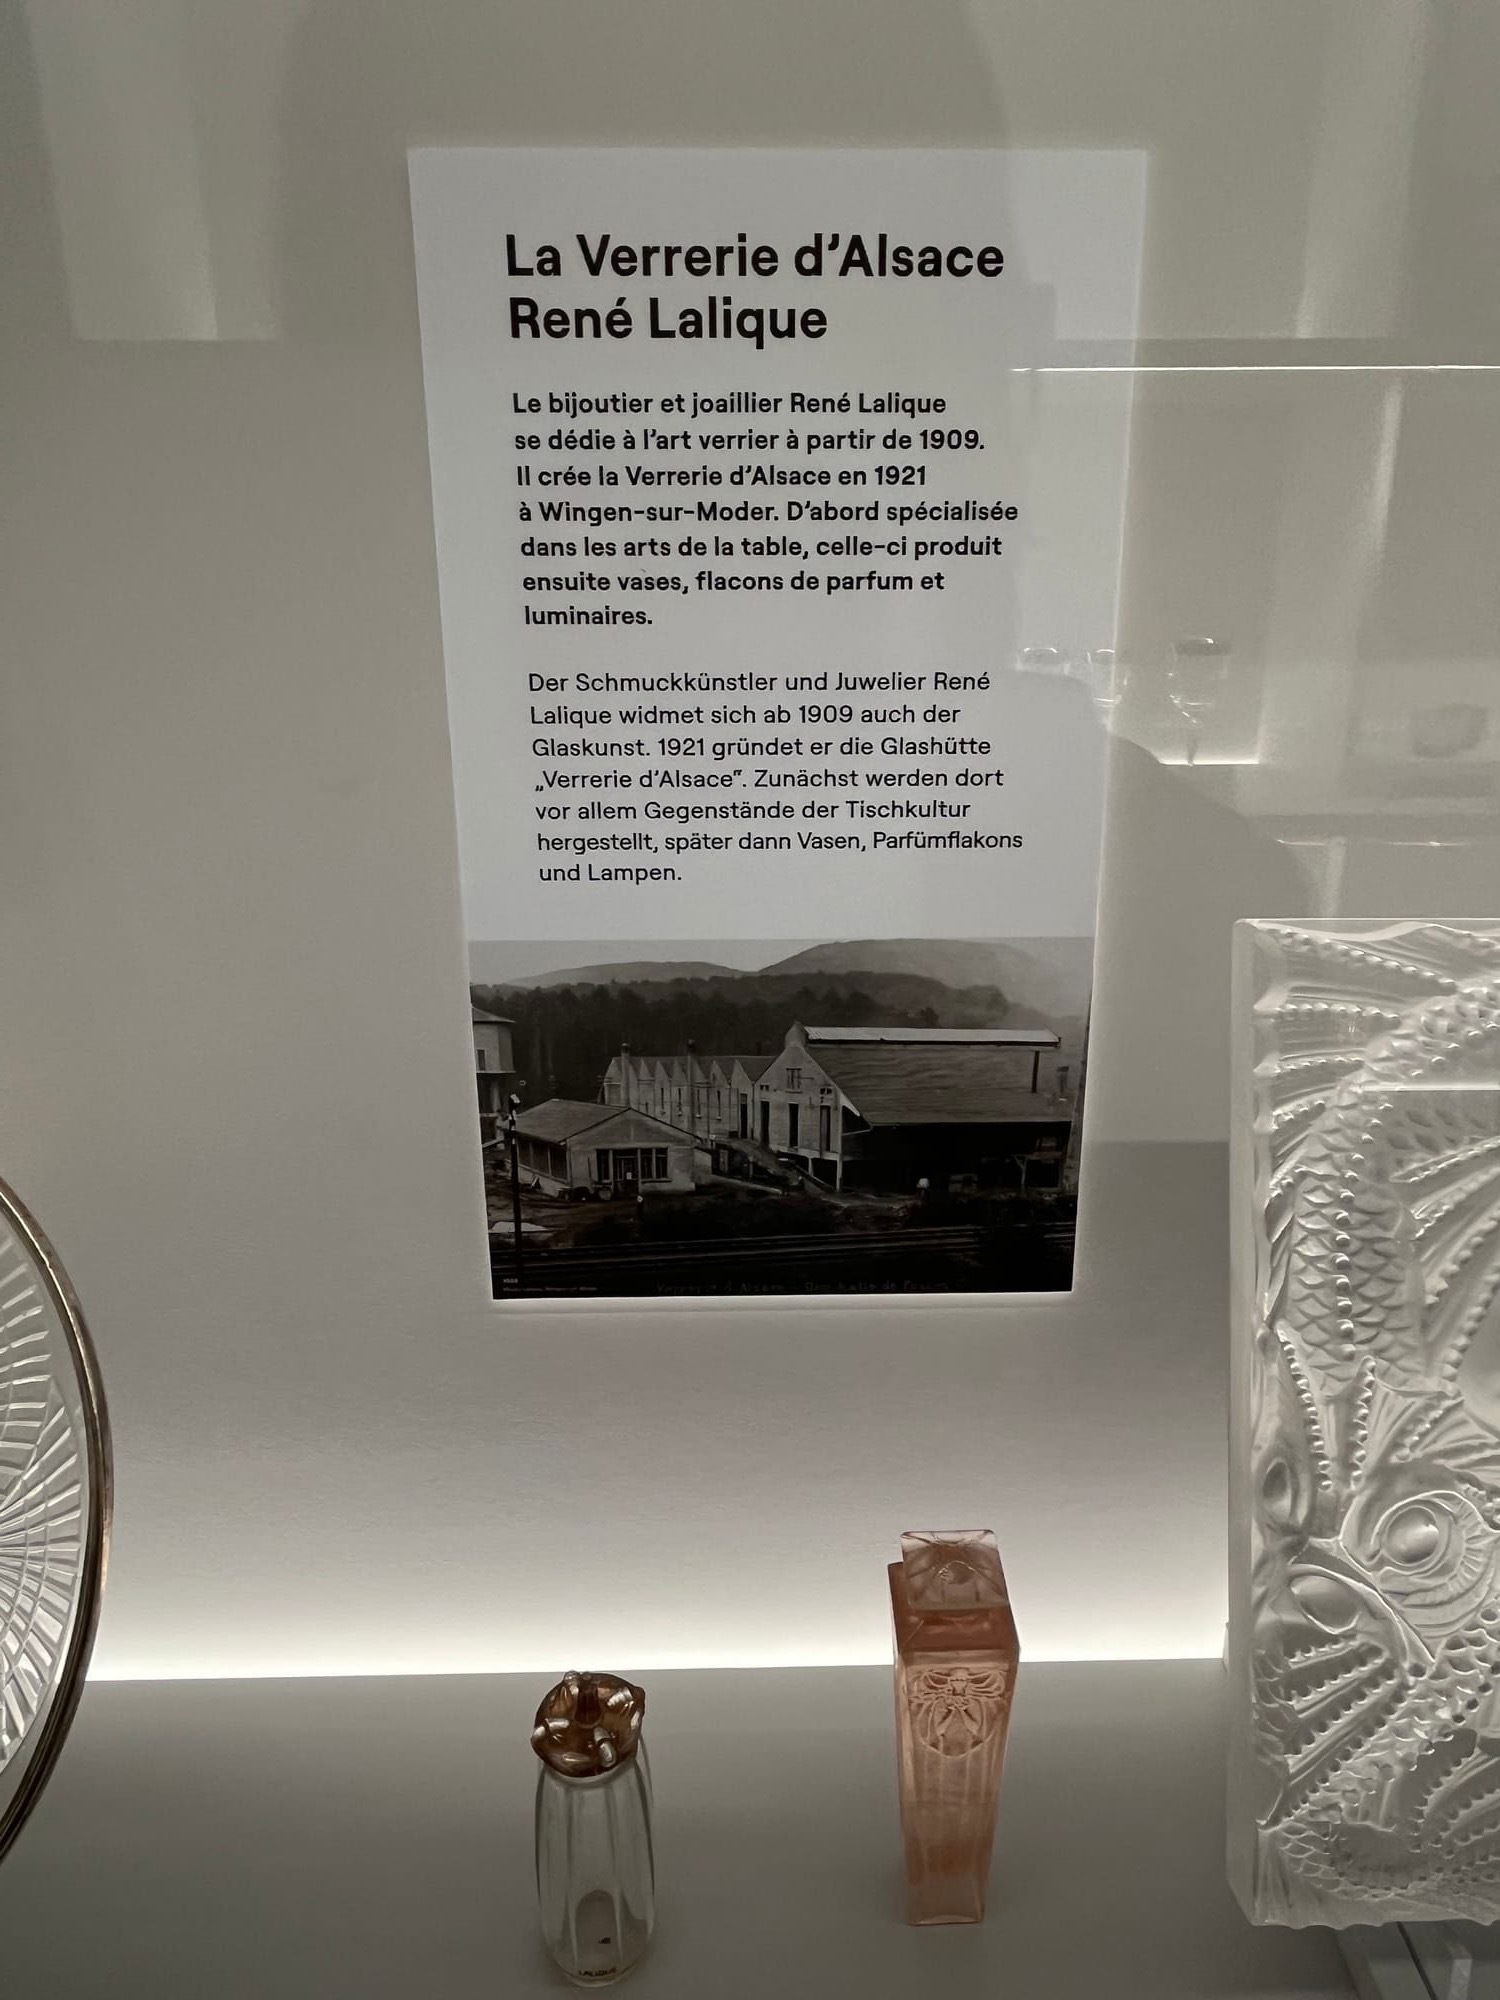 La Verrerie d'Alsace
René Lalique
Le bijoutier et joaillier René Lalique
se dédie à l'art verrier à partir de 1909.
Il crée la Verrerie d'Alsace en 1921
à Wingen-sur-Moder. D'abord spécialisée
dans les arts de la table, celle-ci produit
ensuite vases, flacons de parfum et
luminaires.
Der Schmuckkünstler und Juwelier René
Lalique widmet sich ab 1909 auch der
Glaskunst. 1921 gründet er die Glashütte
„Verrerie d'Alsace". Zunächst werden dort
vor allem Gegenstände der Tischkultur
hergestellt, später dann Vasen, Parfümflakons
und Lampen.
LALIQUE